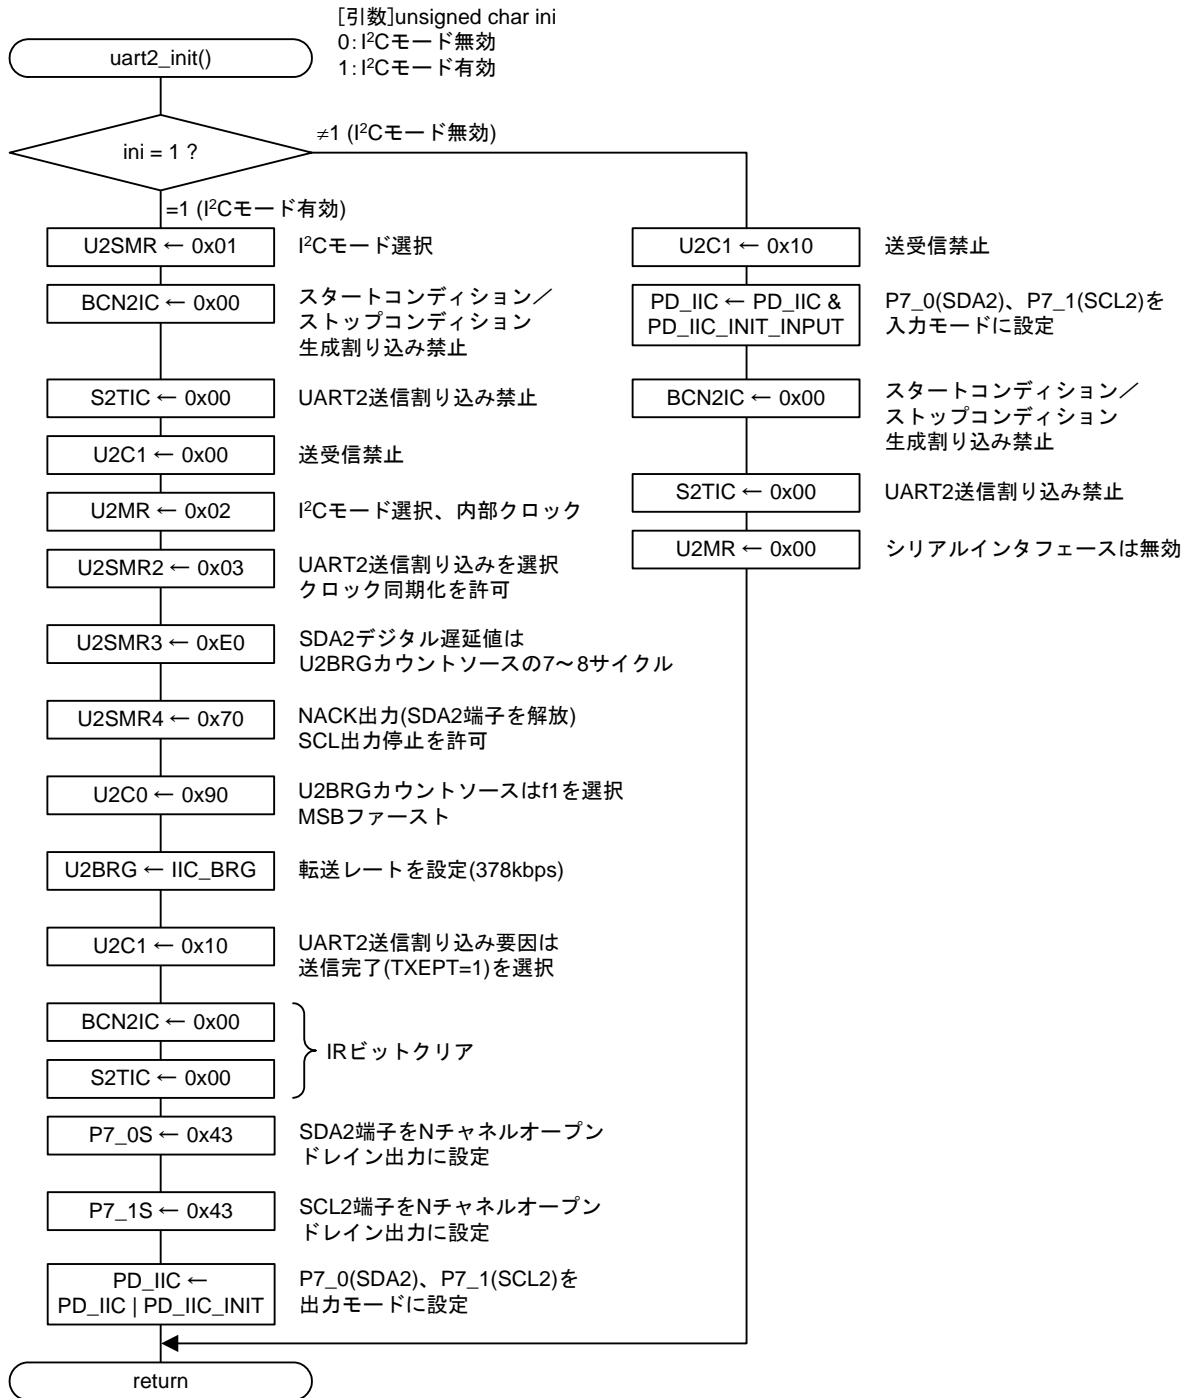 [引数]unsigned char ini
0: I²Cモード無効
1: I²Cモード有効
uart2_init()
ini = 1 ?
≠1 (I²Cモード無効)
=1 (I²Cモード有効)
U2SMR ← 0x01
I²Cモード選択
BCN2IC ← 0x00
スタートコンディション／
ストップコンディション
生成割り込み禁止
S2TIC ← 0x00
UART2送信割り込み禁止
U2C1 ← 0x00
送受信禁止
U2MR ← 0x02
I²Cモード選択、内部クロック
U2SMR2 ← 0x03
UART2送信割り込みを選択
クロック同期化を許可
U2SMR3 ← 0xE0
SDA2デジタル遅延値は
U2BRGカウントソースの7～8サイクル
U2SMR4 ← 0x70
NACK出力(SDA2端子を解放)
SCL出力停止を許可
U2C0 ← 0x90
U2BRGカウントソースはf1を選択
MSBファースト
U2BRG ← IIC_BRG
転送レートを設定(378kbps)
U2C1 ← 0x10
UART2送信割り込み要因は
送信完了(TXEPT=1)を選択
BCN2IC ← 0x00
S2TIC ← 0x00
IRビットクリア
P7_0S ← 0x43
SDA2端子をNチャネルオープン
ドレイン出力に設定
P7_1S ← 0x43
SCL2端子をNチャネルオープン
ドレイン出力に設定
PD_IIC ←
PD_IIC | PD_IIC_INIT
P7_0(SDA2)、P7_1(SCL2)を
出力モードに設定
U2C1 ← 0x10
送受信禁止
PD_IIC ← PD_IIC &
PD_IIC_INIT_INPUT
P7_0(SDA2)、P7_1(SCL2)を
入力モードに設定
BCN2IC ← 0x00
スタートコンディション／
ストップコンディション
生成割り込み禁止
S2TIC ← 0x00
UART2送信割り込み禁止
U2MR ← 0x00
シリアルインタフェースは無効
return